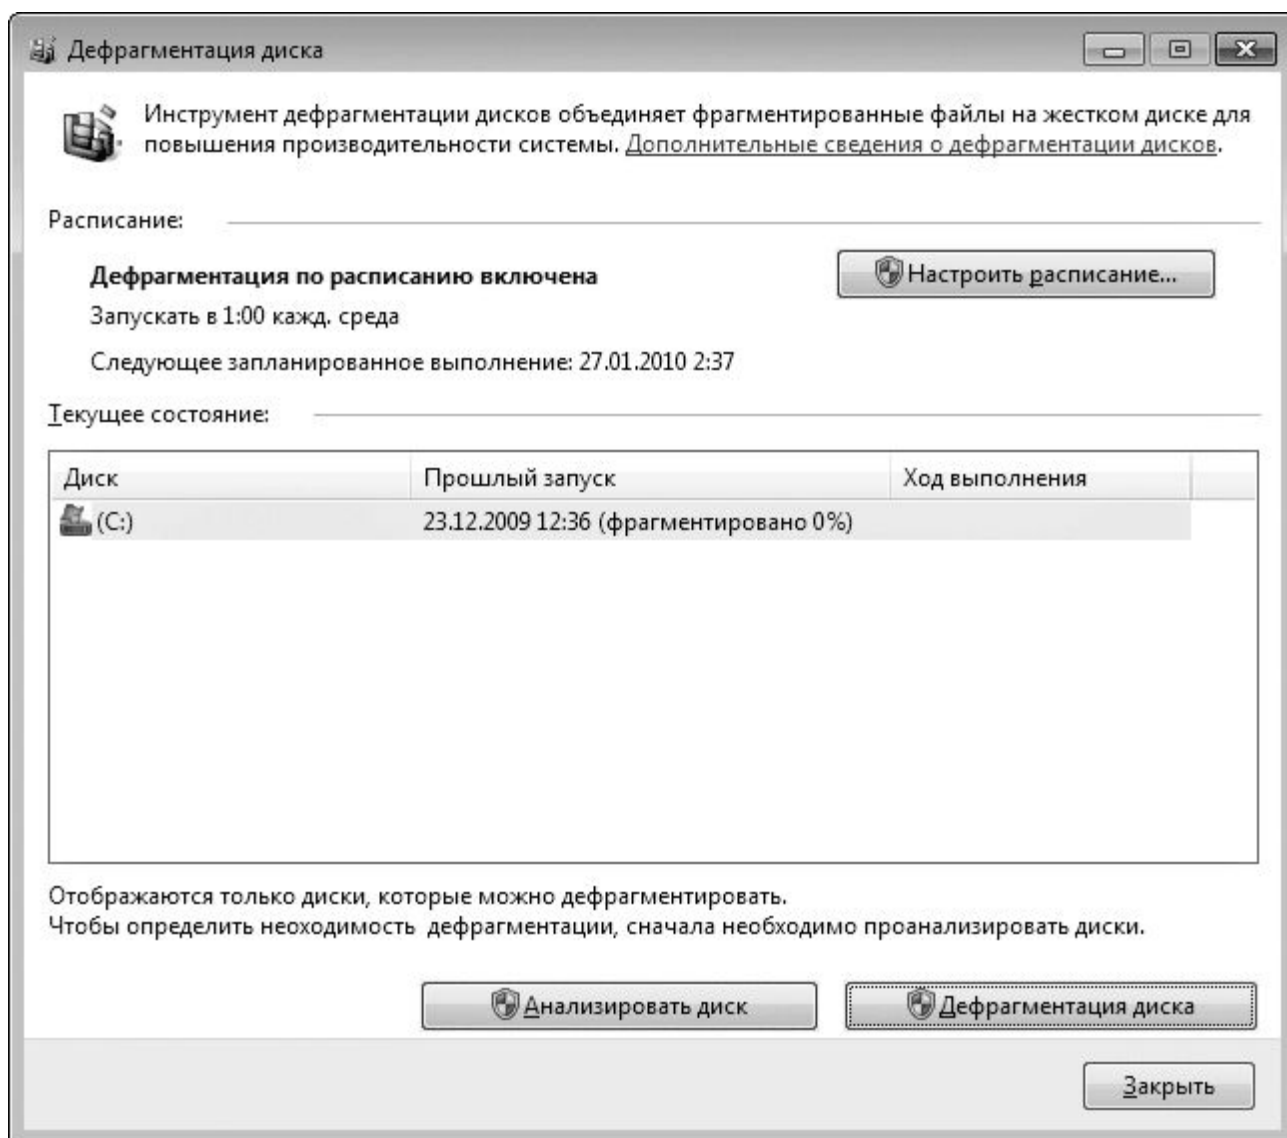 Дефрагментация диска
Инструмент дефрагментации дисков объединяет фрагментированные файлы на жестком диске для
повышения производительности системы. Дополнительные сведения о дефрагментации дисков.
Расписание:
Дефрагментация по расписанию включена
Настроить расписание...
Запускать в 1:00 кажд. среда
Следующее запланированное выполнение: 27.01.2010 2:37
Текущее состояние:
Диск Прошлый запуск Ход выполнения
(C:) 23.12.2009 12:36 (фрагментировано 0%)
Отображаются только диски, которые можно дефрагментировать.
Чтобы определить неоходимость дефрагментации, сначала необходимо проанализировать диски.
Анализировать диск Дефрагментация диска
Закрыть